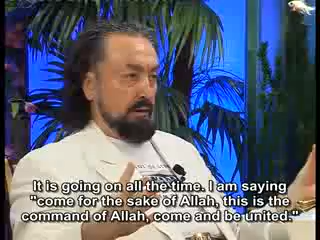 It is going on all the time. I am saying
"come for the sake of Allah, this is the
command of Allah, come and be united."